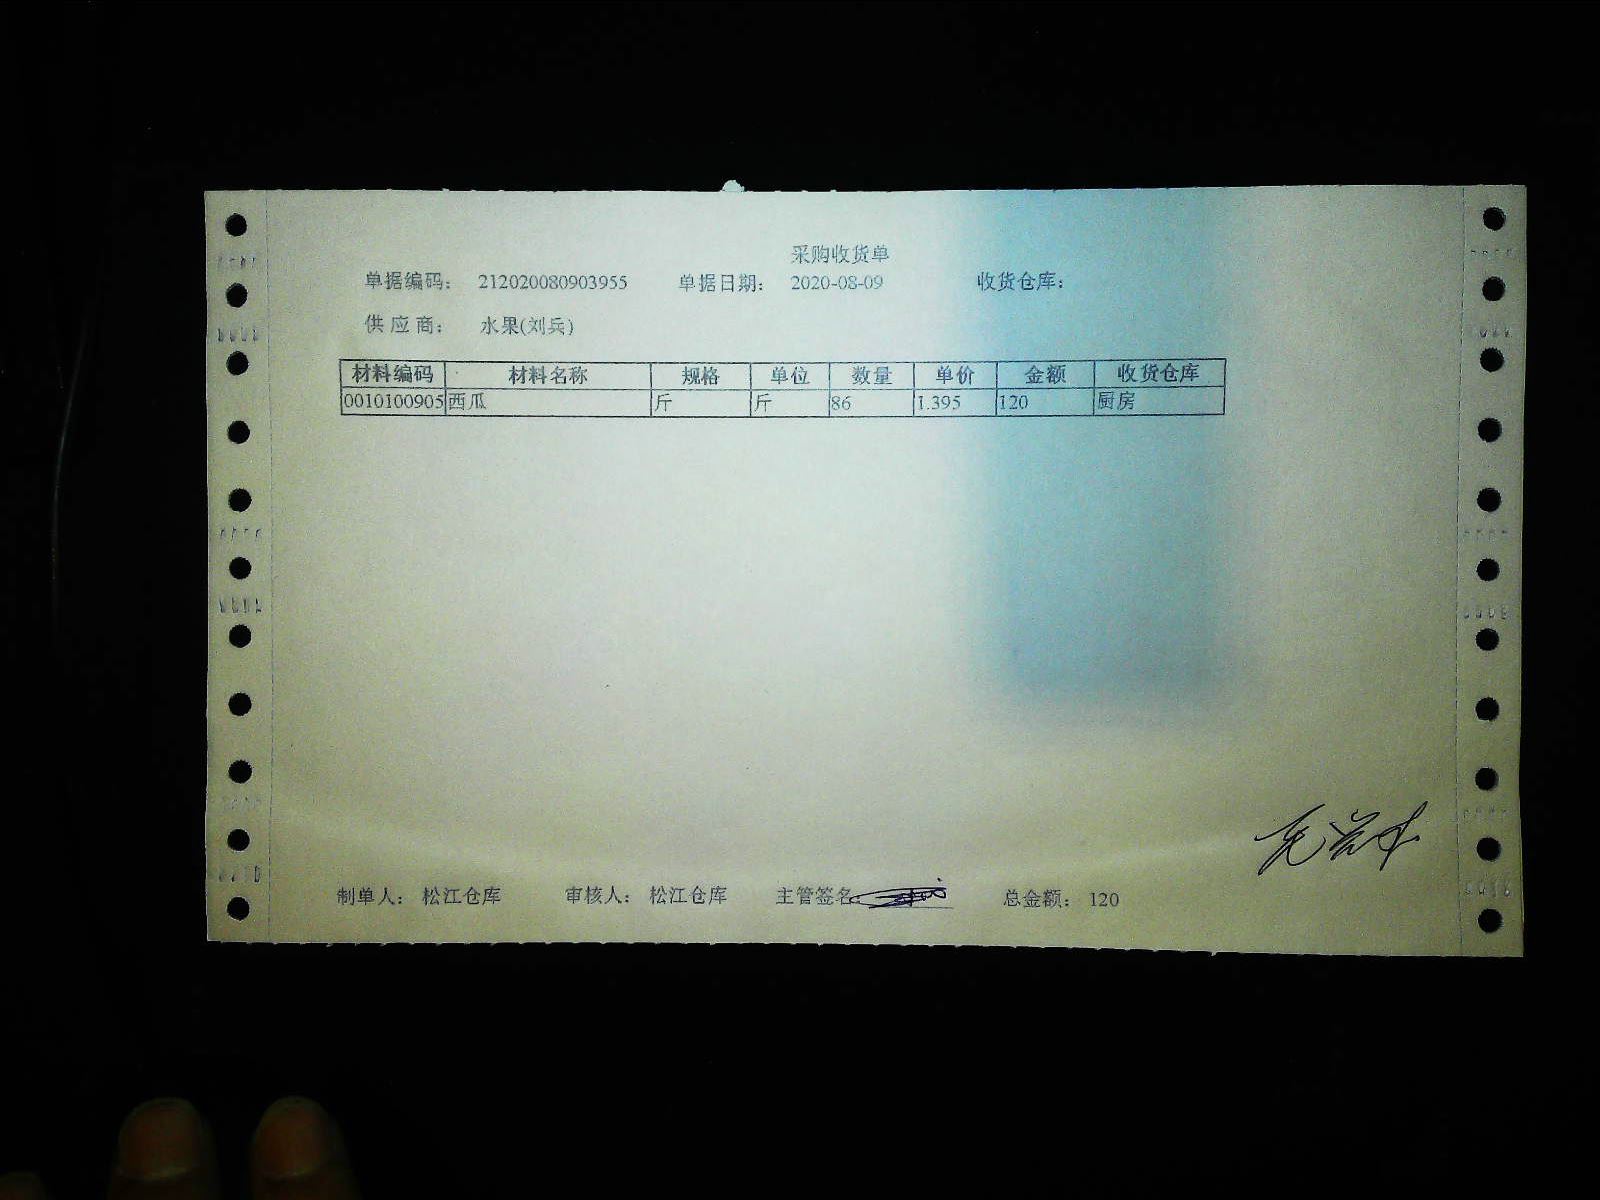 采购收货单
单据编码： 212020080903955 单据日期： 2020-08-09 收货仓库：
供应商： 水果(刘兵)
材料编码 材料名称 规格 单位 数量 单价 金额 收货仓库
0010100905 西瓜 斤 斤 86 1.395 120 厨房
制单人： 松江仓库 审核人： 松江仓库 主管签名 总金额： 120